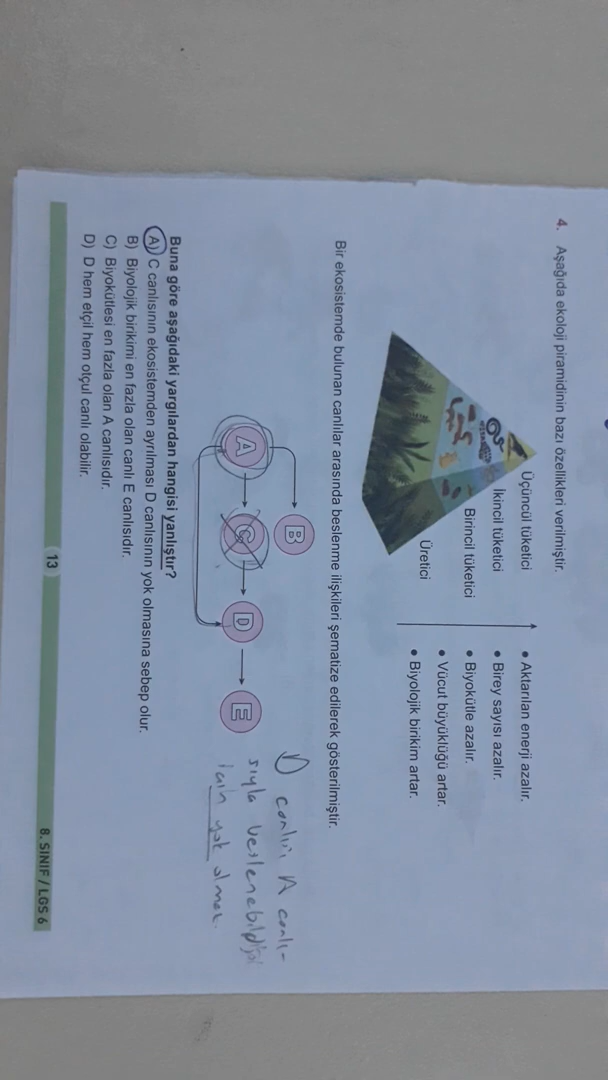 4. Aşağıda ekoloji piramidinin bazı özellikleri verilmiştir.
Üçüncül tüketici
İkincil tüketici
Birincil tüketici
Üretici
• Aktarılan enerji azalır.
• Birey sayısı azalır.
• Biyokütle azalır.
• Vücut büyüklüğü artar.
• Biyolojik birikim artar.
Bir ekosistemde bulunan canlılar arasında beslenme ilişkileri şematize edilerek gösterilmiştir.
B
A C D E
D canlısı A canlı-
sıyla beslenebildiği
için yok olmaz.
Buna göre aşağıdaki yargılardan hangisi yanlıştır?
A) C canlısının ekosistemden ayrılması D canlısının yok olmasına sebep olur.
B) Biyolojik birikimi en fazla olan canlı E canlısıdır.
C) Biyokütlesi en fazla olan A canlısıdır.
D) D hem etçil hem otçul canlı olabilir.
13
8. SINIF / LGS 6